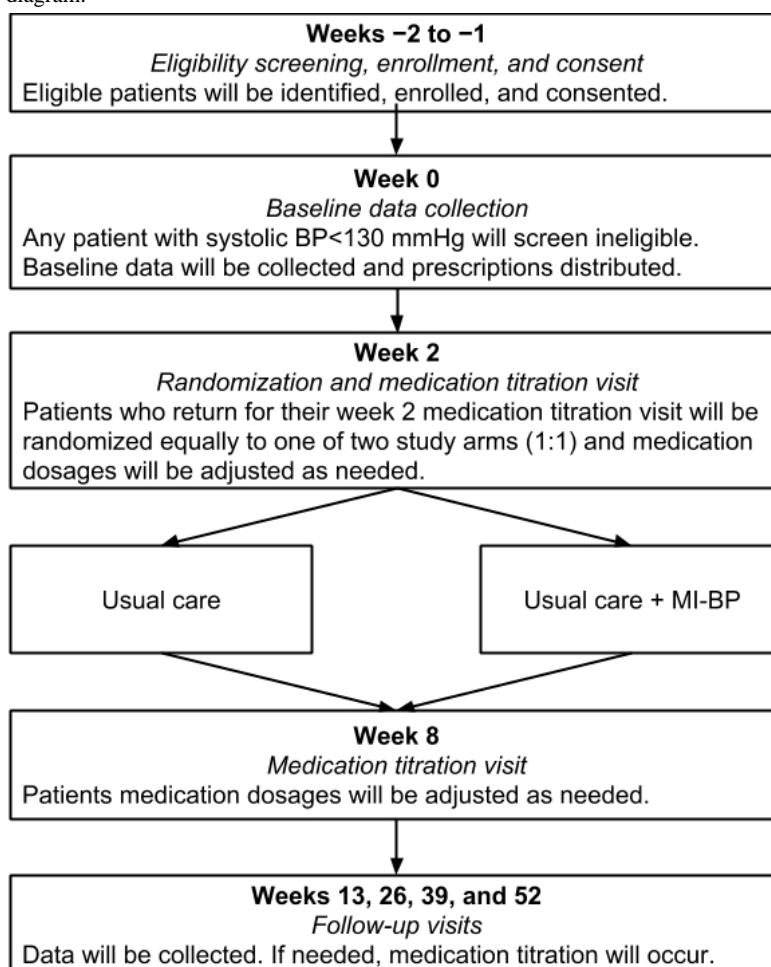 diagram.
Weeks −2 to −1
Eligibility screening, enrollment, and consent
Eligible patients will be identified, enrolled, and consented.
Week 0
Baseline data collection
Any patient with systolic BP<130 mmHg will screen ineligible.
Baseline data will be collected and prescriptions distributed.
Week 2
Randomization and medication titration visit
Patients who return for their week 2 medication titration visit will be
randomized equally to one of two study arms (1:1) and medication
dosages will be adjusted as needed.
Usual care
Usual care + MI-BP
Week 8
Medication titration visit
Patients medication dosages will be adjusted as needed.
Weeks 13, 26, 39, and 52
Follow-up visits
Data will be collected. If needed, medication titration will occur.